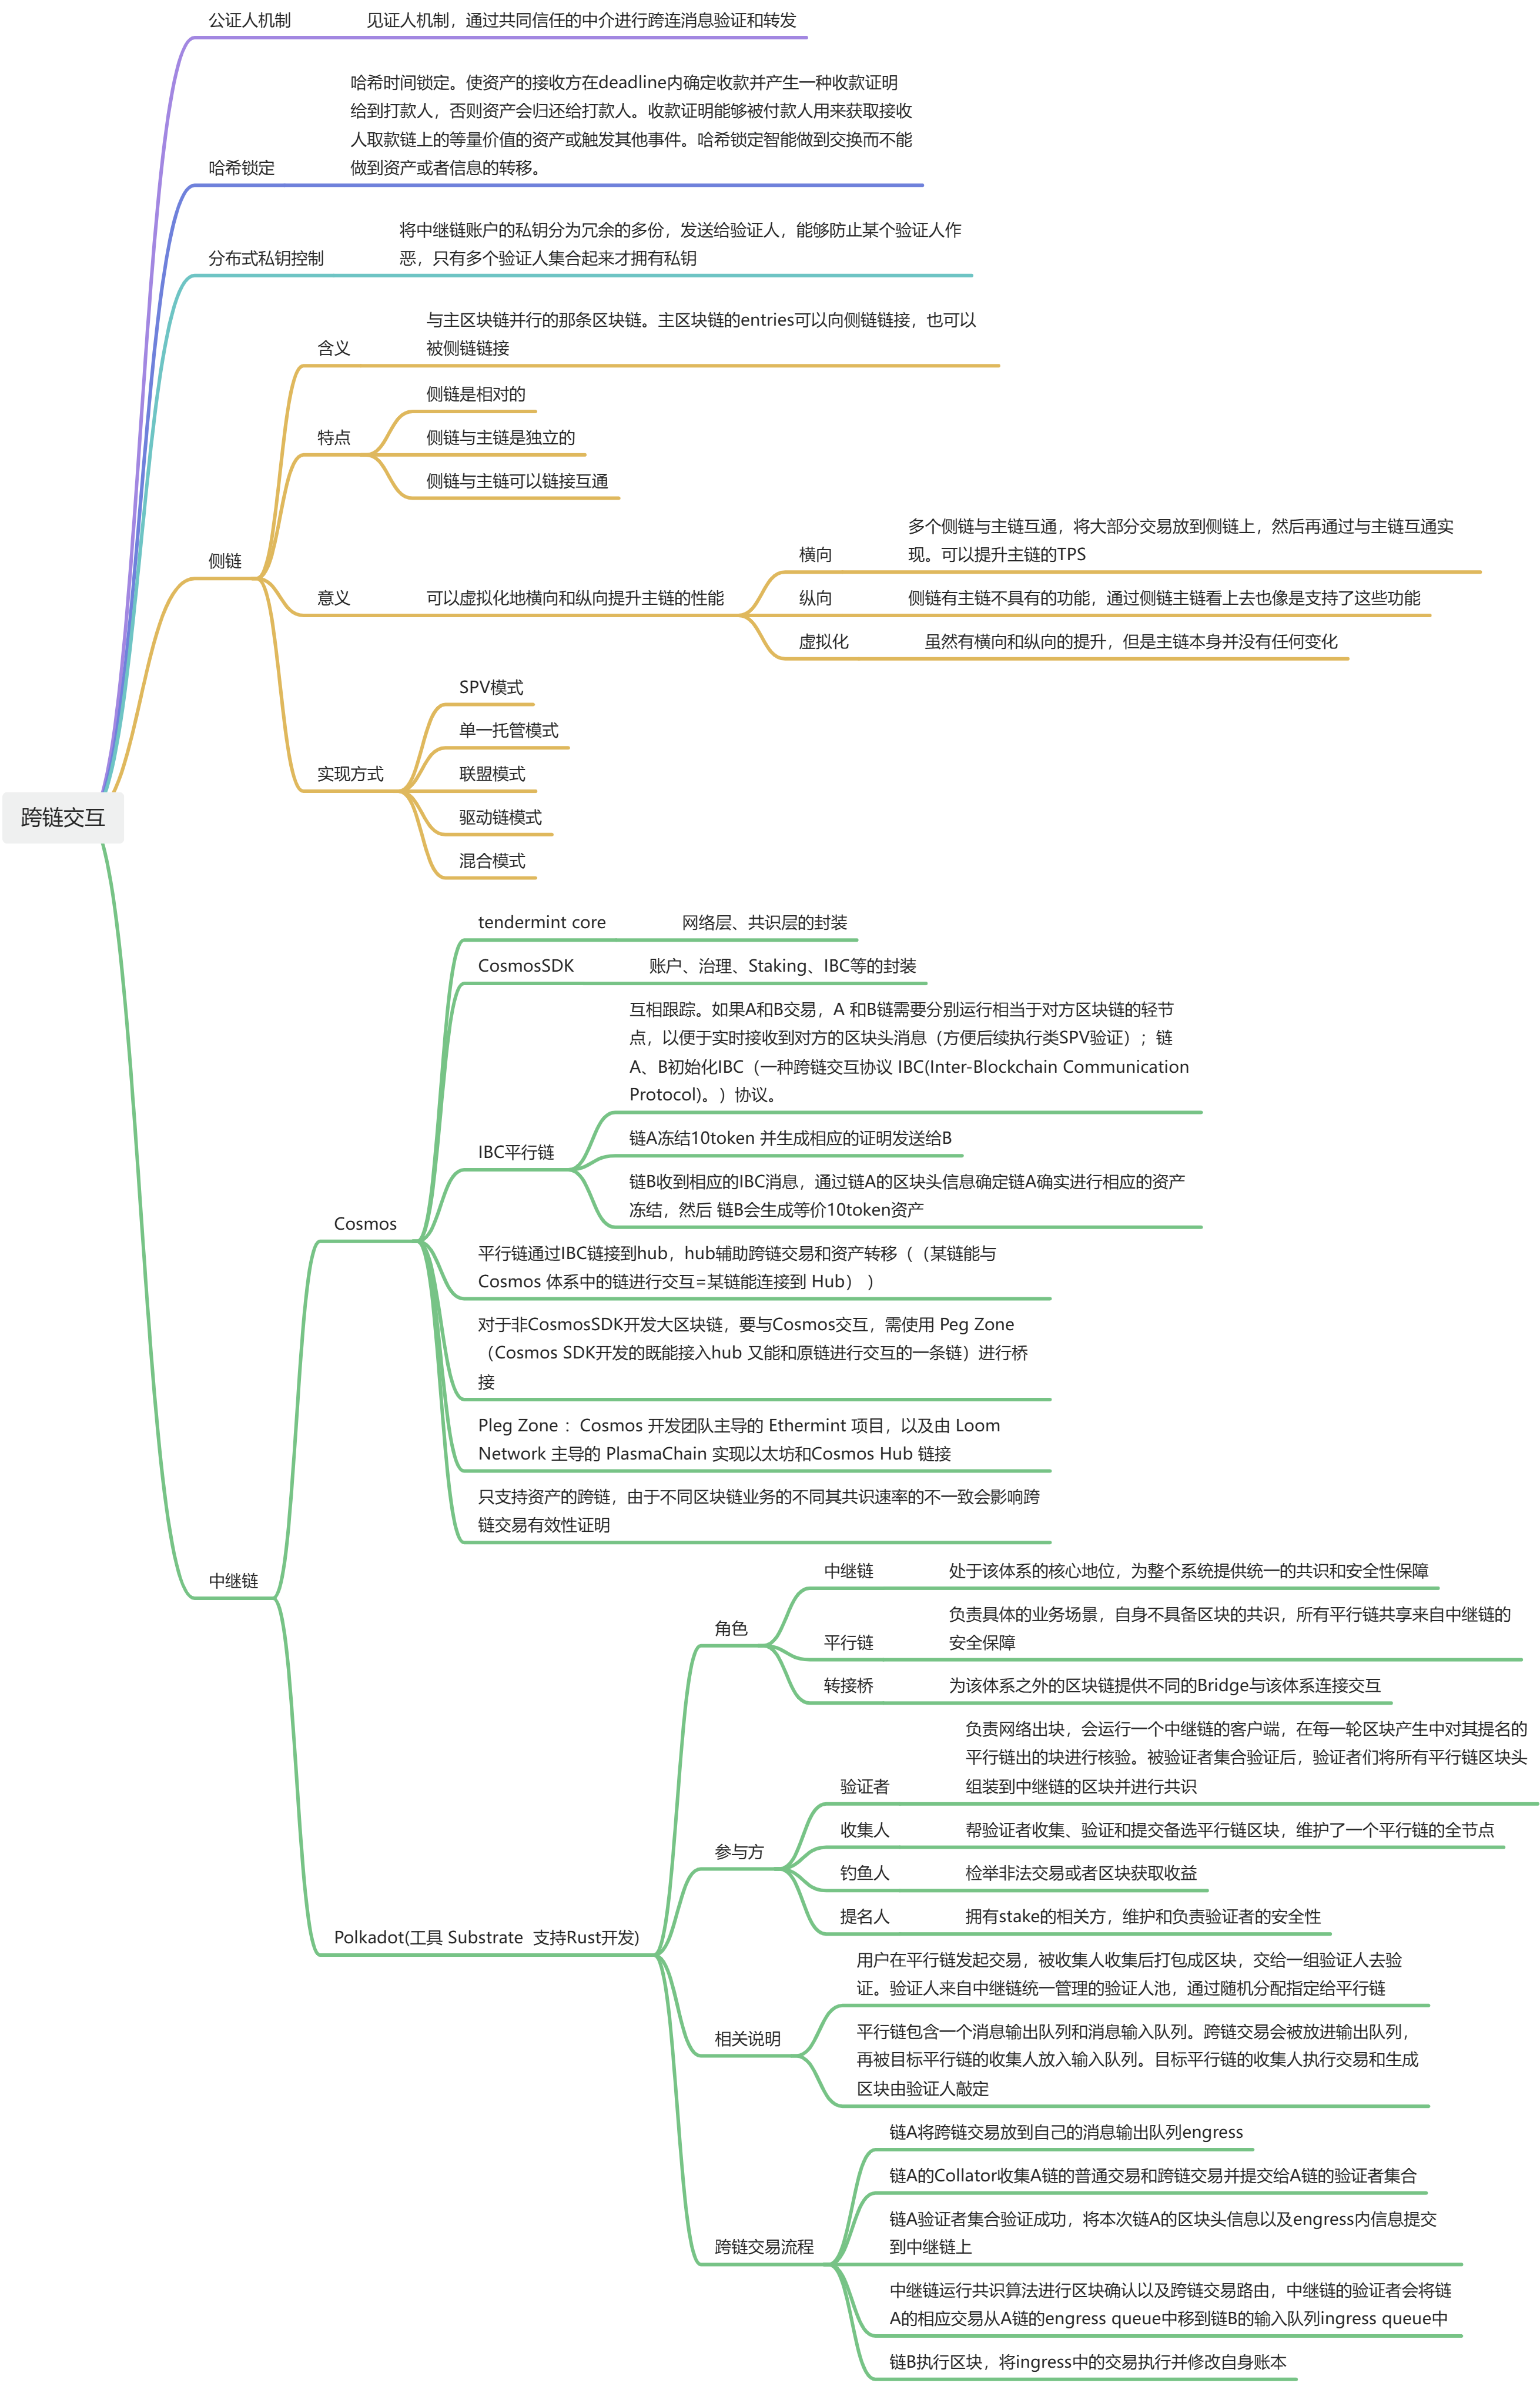 跨链交互
公证人机制
见证人机制，通过共同信任的中介进行跨连消息验证和转发
哈希锁定
哈希时间锁定。使资产的接收方在deadline内确定收款并产生一种收款证明
给到打款人，否则资产会归还给打款人。收款证明能够被付款人用来获取接收
人取款链上的等量价值的资产或触发其他事件。哈希锁定智能做到交换而不能
做到资产或者信息的转移。
分布式私钥控制
将中继链账户的私钥分为冗余的多份，发送给验证人，能够防止某个验证人作
恶，只有多个验证人集合起来才拥有私钥
侧链
含义
与主区块链并行的那条区块链。主区块链的entries可以向侧链链接，也可以
被侧链链接
特点
侧链是相对的
侧链与主链是独立的
侧链与主链可以链接互通
意义
可以虚拟化地横向和纵向提升主链的性能
横向
多个侧链与主链互通，将大部分交易放到侧链上，然后再通过与主链互通实
现。可以提升主链的TPS
纵向
侧链有主链不具有的功能，通过侧链主链看上去也像是支持了这些功能
虚拟化
虽然有横向和纵向的提升，但是主链本身并没有任何变化
实现方式
SPV模式
单一托管模式
联盟模式
驱动链模式
混合模式
中继链
Cosmos
tendermint core
网络层、共识层的封装
CosmosSDK
账户、治理、Staking、IBC等的封装
IBC平行链
互相跟踪。如果A和B交易，A 和B链需要分别运行相当于对方区块链的轻节
点，以便于实时接收到对方的区块头消息（方便后续执行类SPV验证）；链
A、B初始化IBC（一种跨链交互协议 IBC(Inter-Blockchain Communication
Protocol)。）协议。
链A冻结10token 并生成相应的证明发送给B
链B收到相应的IBC消息，通过链A的区块头信息确定链A确实进行相应的资产
冻结，然后 链B会生成等价10token资产
平行链通过IBC链接到hub，hub辅助跨链交易和资产转移（（某链能与
Cosmos 体系中的链进行交互=某链能连接到 Hub） ）
对于非CosmosSDK开发大区块链，要与Cosmos交互，需使用 Peg Zone
（Cosmos SDK开发的既能接入hub 又能和原链进行交互的一条链）进行桥
接
Pleg Zone ：Cosmos 开发团队主导的 Ethermint 项目，以及由 Loom
Network 主导的 PlasmaChain 实现以太坊和Cosmos Hub 链接
只支持资产的跨链，由于不同区块链业务的不同其共识速率的不一致会影响跨
链交易有效性证明
Polkadot(工具 Substrate  支持Rust开发)
角色
中继链
处于该体系的核心地位，为整个系统提供统一的共识和安全性保障
平行链
负责具体的业务场景，自身不具备区块的共识，所有平行链共享来自中继链的
安全保障
转接桥
为该体系之外的区块链提供不同的Bridge与该体系连接交互
参与方
验证者
负责网络出块，会运行一个中继链的客户端，在每一轮区块产生中对其提名的
平行链出的块进行核验。被验证者集合验证后，验证者们将所有平行链区块头
组装到中继链的区块并进行共识
收集人
帮验证者收集、验证和提交备选平行链区块，维护了一个平行链的全节点
钓鱼人
检举非法交易或者区块获取收益
提名人
拥有stake的相关方，维护和负责验证者的安全性
相关说明
用户在平行链发起交易，被收集人收集后打包成区块，交给一组验证人去验
证。验证人来自中继链统一管理的验证人池，通过随机分配指定给平行链
平行链包含一个消息输出队列和消息输入队列。跨链交易会被放进输出队列，
再被目标平行链的收集人放入输入队列。目标平行链的收集人执行交易和生成
区块由验证人敲定
跨链交易流程
链A将跨链交易放到自己的消息输出队列engress
链A的Collator收集A链的普通交易和跨链交易并提交给A链的验证者集合
链A验证者集合验证成功，将本次链A的区块头信息以及engress内信息提交
到中继链上
中继链运行共识算法进行区块确认以及跨链交易路由，中继链的验证者会将链
A的相应交易从A链的engress queue中移到链B的输入队列ingress queue中
链B执行区块，将ingress中的交易执行并修改自身账本